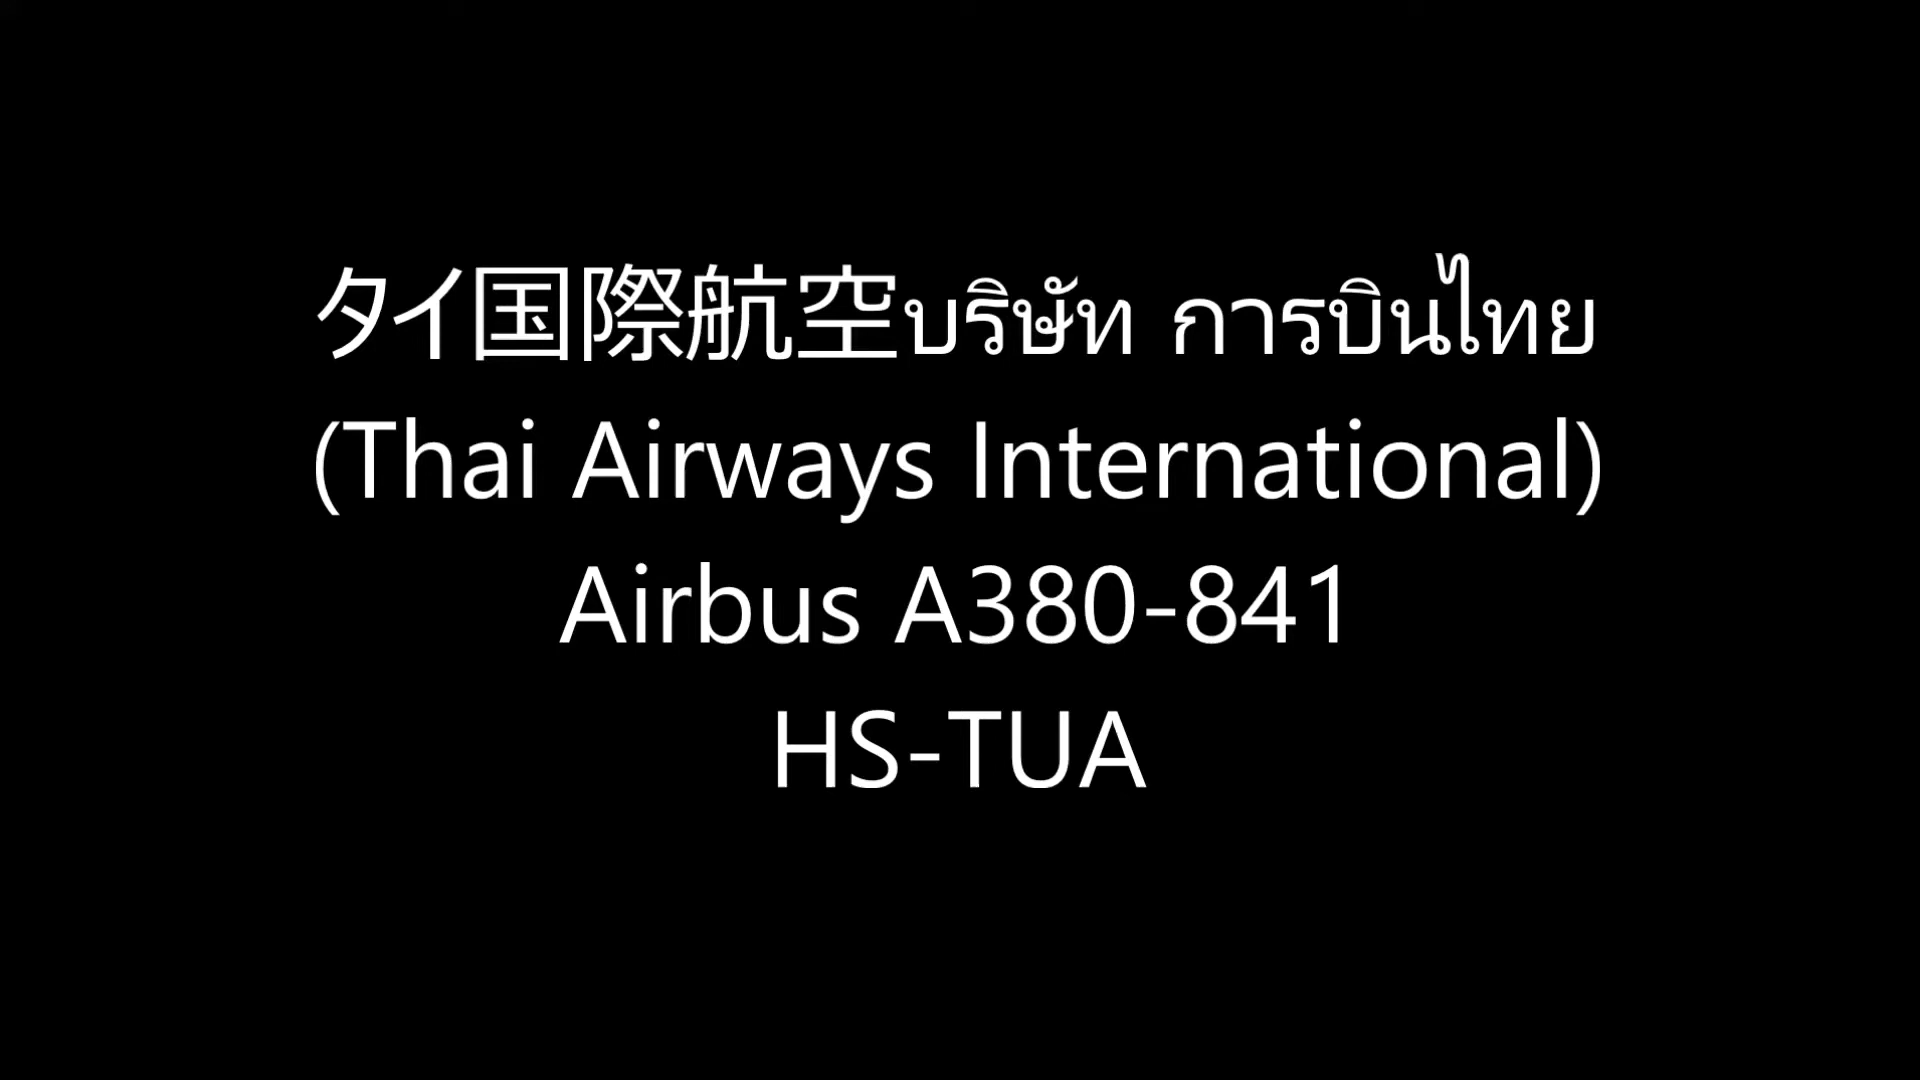 タイ国際航空บริษัท การบินไทย
(Thai Airways International)
Airbus A380-841
HS-TUA